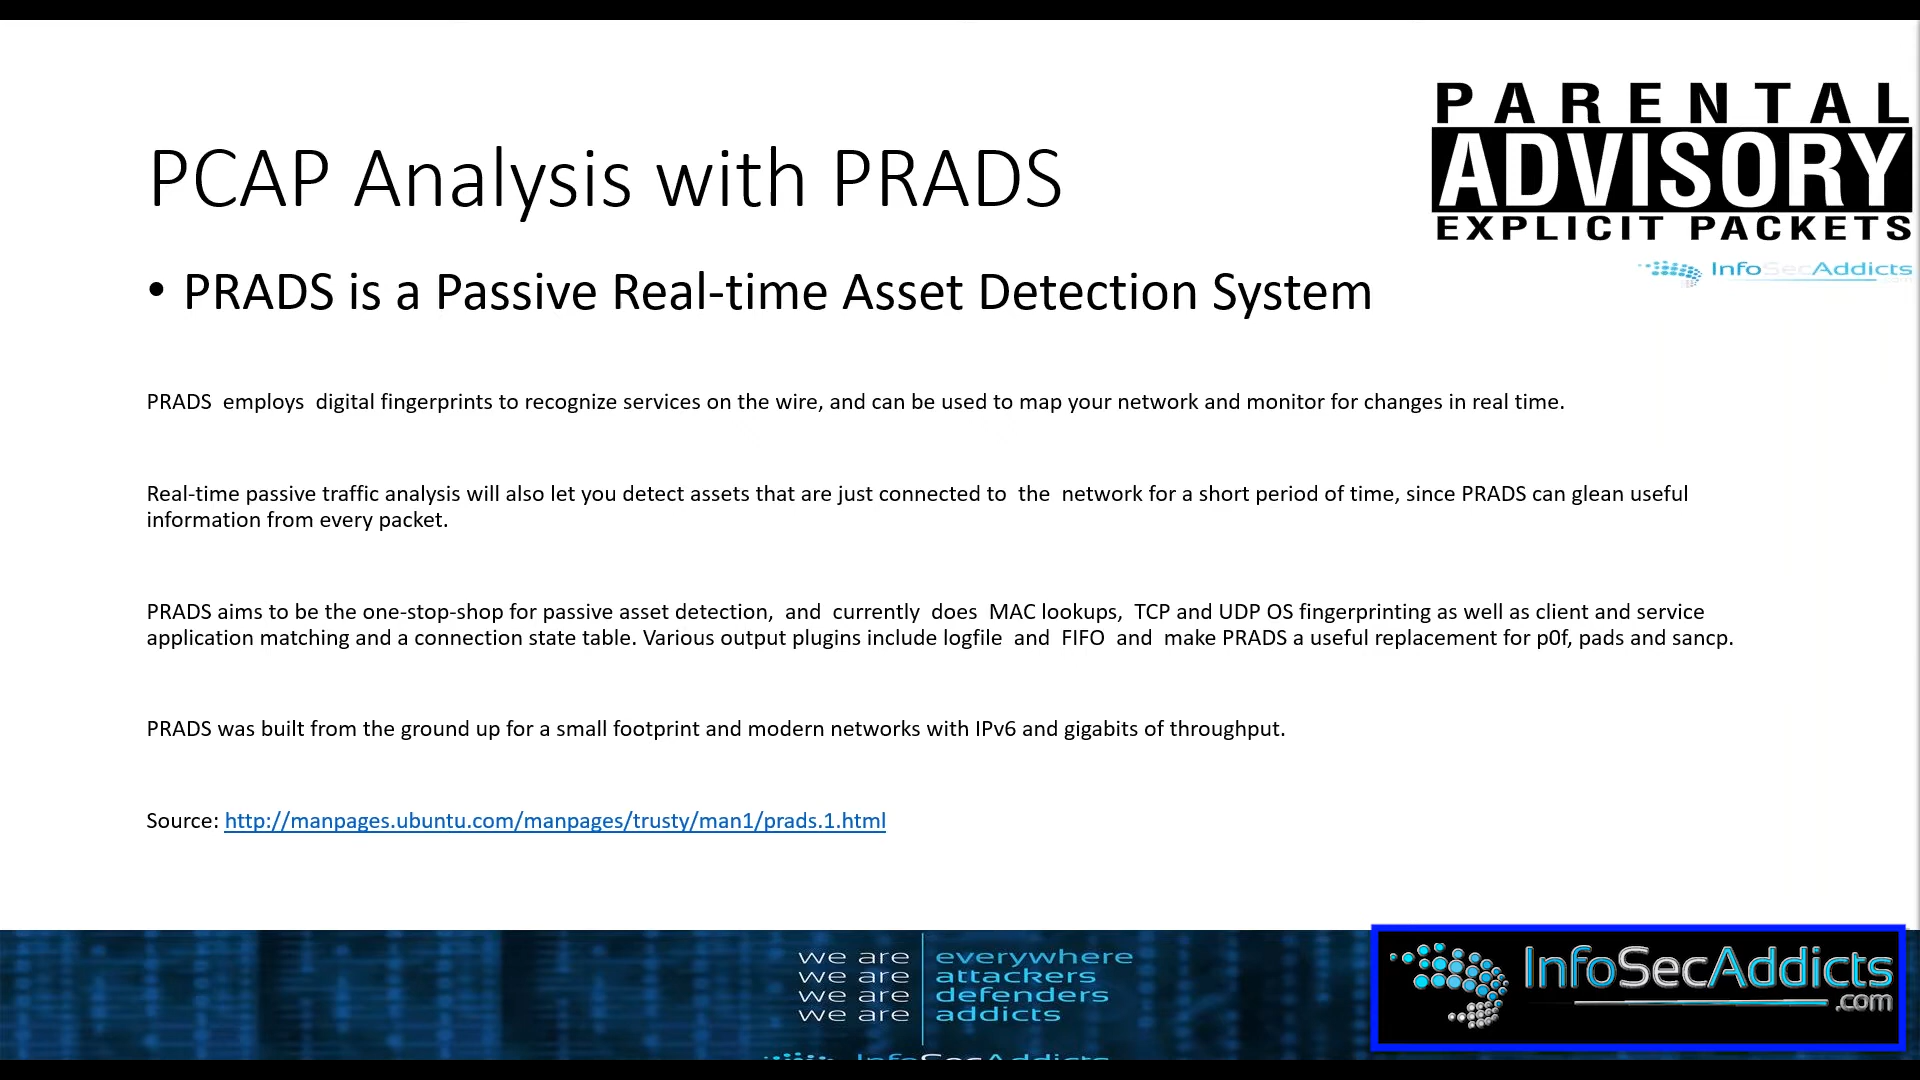 PARENTAL
ADVISORY
EXPLICIT PACKETS
InfoSecAddicts
PCAP Analysis with PRADS
• PRADS is a Passive Real-time Asset Detection System
PRADS  employs  digital fingerprints to recognize services on the wire, and can be used to map your network and monitor for changes in real time.
Real-time passive traffic analysis will also let you detect assets that are just connected to  the  network for a short period of time, since PRADS can glean useful
information from every packet.
PRADS aims to be the one-stop-shop for passive asset detection,  and  currently  does  MAC lookups,  TCP and UDP OS fingerprinting as well as client and service
application matching and a connection state table. Various output plugins include logfile  and  FIFO  and  make PRADS a useful replacement for p0f, pads and sancp.
PRADS was built from the ground up for a small footprint and modern networks with IPv6 and gigabits of throughput.
Source: http://manpages.ubuntu.com/manpages/trusty/man1/prads.1.html
we are everywhere
we are attackers
we are defenders
we are addicts
InfoSecAddicts
InfoSecAddicts
.com